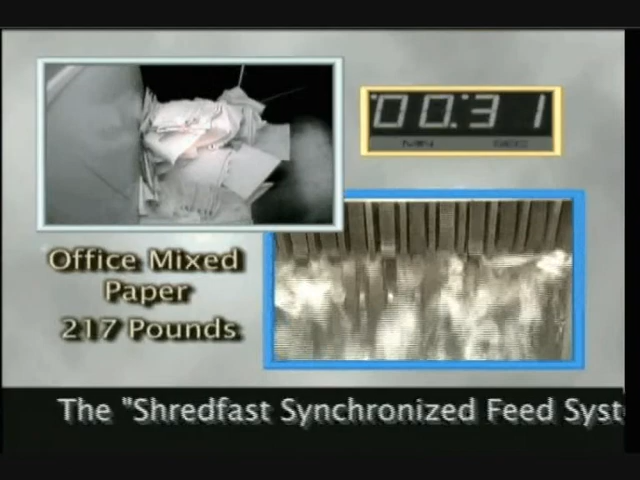 00:31
Office Mixed
Paper
217 Pounds
The "Shredfast Synchronized Feed Syst